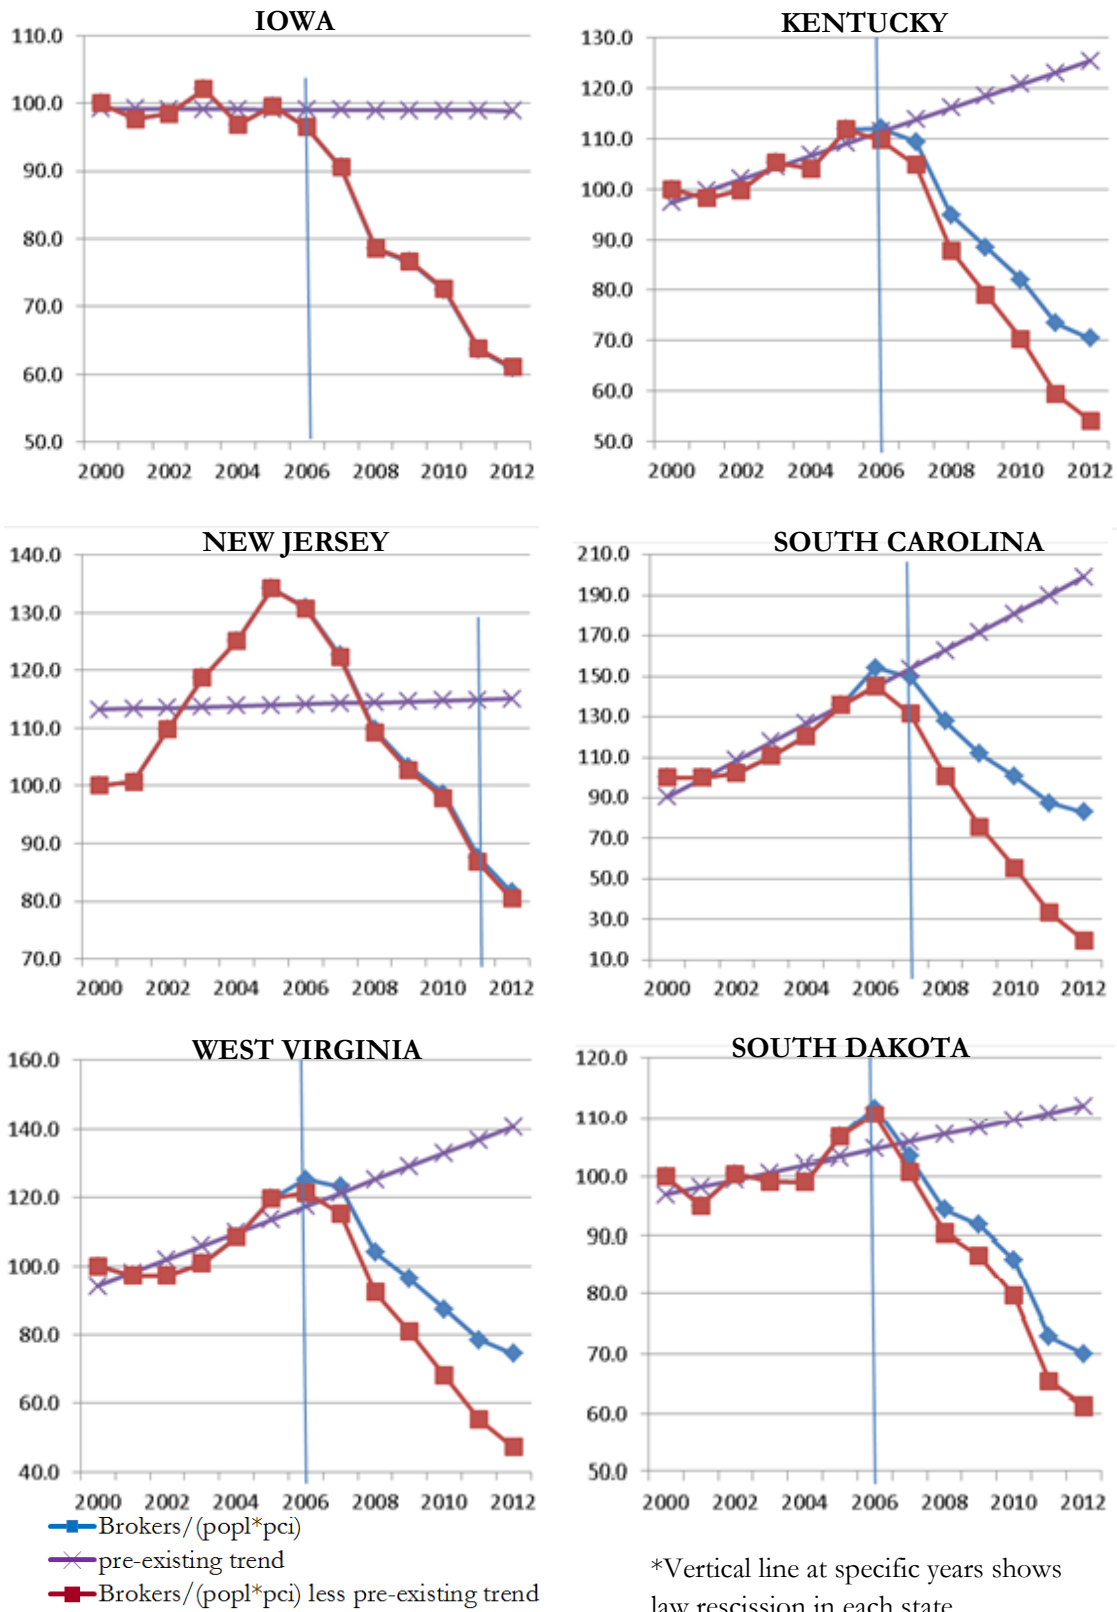 IOWA
110.0
100.0
90.0
80.0
70.0
60.0
50.0
2000 2002 2004 2006 2008 2010 2012
KENTUCKY
130.0
120.0
110.0
100.0
90.0
80.0
70.0
60.0
50.0
2000 2002 2004 2006 2008 2010 2012
NEW JERSEY
140.0
130.0
120.0
110.0
100.0
90.0
80.0
70.0
2000 2002 2004 2006 2008 2010 2012
SOUTH CAROLINA
210.0
190.0
170.0
150.0
130.0
110.0
90.0
70.0
50.0
30.0
10.0
2000 2002 2004 2006 2008 2010 2012
WEST VIRGINIA
160.0
140.0
120.0
100.0
80.0
60.0
40.0
2000 2002 2004 2006 2008 2010 2012
SOUTH DAKOTA
120.0
110.0
100.0
90.0
80.0
70.0
60.0
50.0
2000 2002 2004 2006 2008 2010 2012
Brokers/(popl*pci)
pre-existing trend
Brokers/(popl*pci) less pre-existing trend
*Vertical line at specific years shows
law rescission in each state